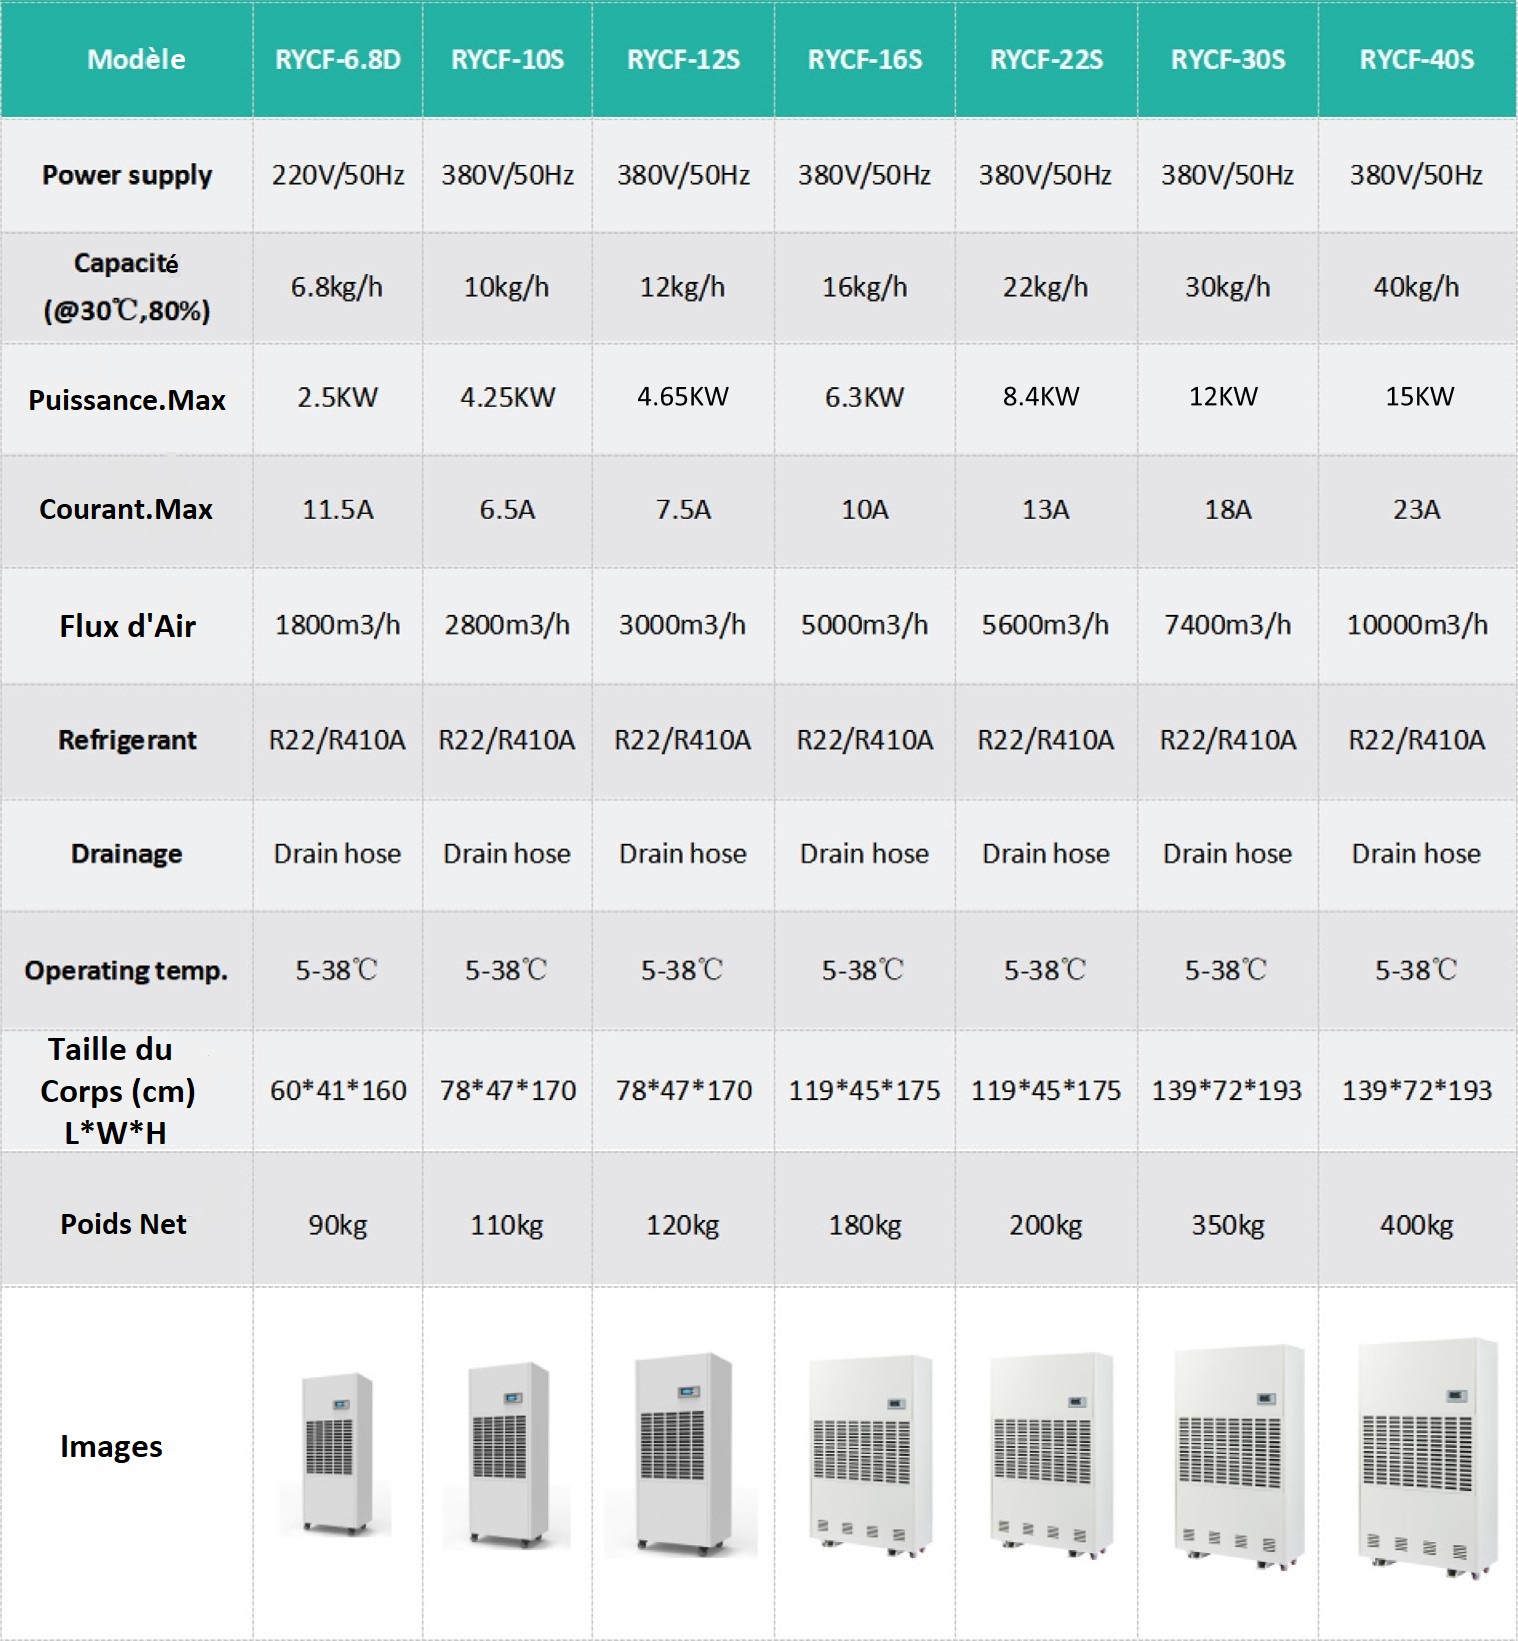 Modèle RYCF-6.8D RYCF-10S RYCF-12S RYCF-16S RYCF-22S RYCF-30S RYCF-40S
Power supply 220V/50Hz 380V/50Hz 380V/50Hz 380V/50Hz 380V/50Hz 380V/50Hz 380V/50Hz
Capacité
(@30℃,80%) 6.8kg/h 10kg/h 12kg/h 16kg/h 22kg/h 30kg/h 40kg/h
Puissance.Max 2.5KW 4.25KW 4.65KW 6.3KW 8.4KW 12KW 15KW
Courant.Max 11.5A 6.5A 7.5A 10A 13A 18A 23A
Flux d'Air 1800m3/h 2800m3/h 3000m3/h 5000m3/h 5600m3/h 7400m3/h 10000m3/h
Refrigerant R22/R410A R22/R410A R22/R410A R22/R410A R22/R410A R22/R410A R22/R410A
Drainage Drain hose Drain hose Drain hose Drain hose Drain hose Drain hose Drain hose
Operating temp. 5-38℃ 5-38℃ 5-38℃ 5-38℃ 5-38℃ 5-38℃ 5-38℃
Taille du
Corps (cm) 60*41*160 78*47*170 78*47*170 119*45*175 119*45*175 139*72*193 139*72*193
L*W*H
Poids Net 90kg 110kg 120kg 180kg 200kg 350kg 400kg
Images